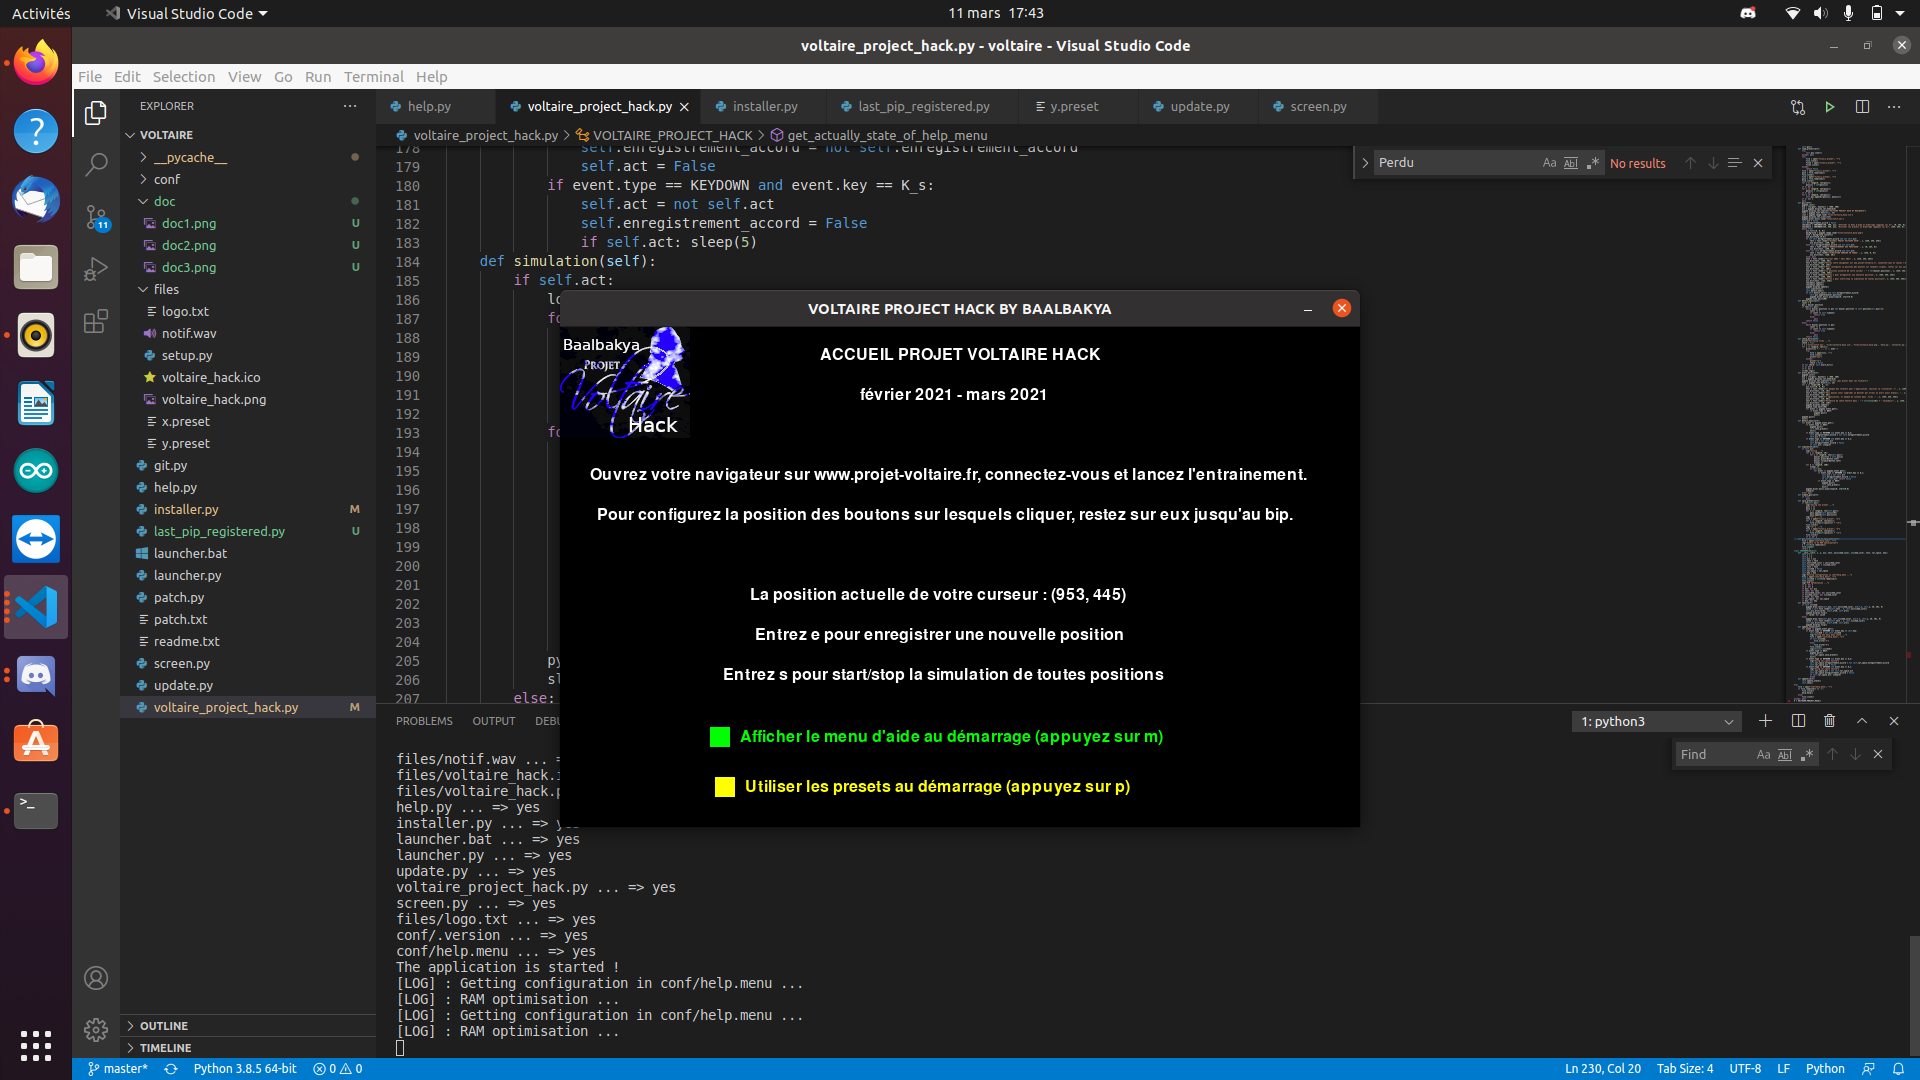 Activités
Visual Studio Code
11 mars 17:43
voltaire_project_hack.py - voltaire - Visual Studio Code
File Edit Selection View Go Run Terminal Help
EXPLORER
VOLTAIRE
__pycache__
conf
doc
doc1.png U
doc2.png U
doc3.png U
files
logo.txt
notif.wav
setup.py
voltaire_hack.ico
voltaire_hack.png
x.preset
y.preset
git.py
help.py
installer.py M
last_pip_registered.py U
launcher.bat
launcher.py
patch.py
patch.txt
readme.txt
screen.py
update.py
voltaire_project_hack.py M
OUTLINE
TIMELINE
11
help.py
voltaire_project_hack.py
installer.py
last_pip_registered.py
y.preset
update.py
screen.py
voltaire_project_hack.py > VOLTAIRE_PROJECT_HACK > get_actually_state_of_help_menu
Perdu
Aa Abl .* No results
178 self.enregistrement_accord = not self.enregistrement_accord
179 self.act = False
180 if event.type == KEYDOWN and event.key == K_s:
181 self.act = not self.act
182 self.enregistrement_accord = False
183 if self.act: sleep(5)
184 def simulation(self):
185 if self.act:
186 lo
187 fo
188
189
190
191
192
193 fo
194
195
196
197
198
199
200
201
202
203
204
205 py
206 sl
207 else:
VOLTAIRE PROJECT HACK BY BAALBAKYA
Baalbakya
PROJET
Voltaire
Hack
ACCUEIL PROJET VOLTAIRE HACK
février 2021 - mars 2021
Ouvrez votre navigateur sur www.projet-voltaire.fr, connectez-vous et lancez l'entrainement.
Pour configurez la position des boutons sur lesquels cliquer, restez sur eux jusqu'au bip.
La position actuelle de votre curseur : (953, 445)
Entrez e pour enregistrer une nouvelle position
Entrez s pour start/stop la simulation de toutes positions
Afficher le menu d'aide au démarrage (appuyez sur m)
Utiliser les presets au démarrage (appuyez sur p)
PROBLEMS OUTPUT DEBU
1: python3
Find
Aa Abl .*
files/notif.wav ... =
files/voltaire_hack.i
files/voltaire_hack.p
help.py ... => yes
installer.py ... => yes
launcher.bat ... => yes
launcher.py ... => yes
update.py ... => yes
voltaire_project_hack.py ... => yes
screen.py ... => yes
files/logo.txt ... => yes
conf/.version ... => yes
conf/help.menu ... => yes
The application is started !
[LOG] : Getting configuration in conf/help.menu ...
[LOG] : RAM optimisation ...
[LOG] : Getting configuration in conf/help.menu ...
[LOG] : RAM optimisation ...
master*
Python 3.8.5 64-bit
0 0
Ln 230, Col 20
Tab Size: 4
UTF-8
LF
Python